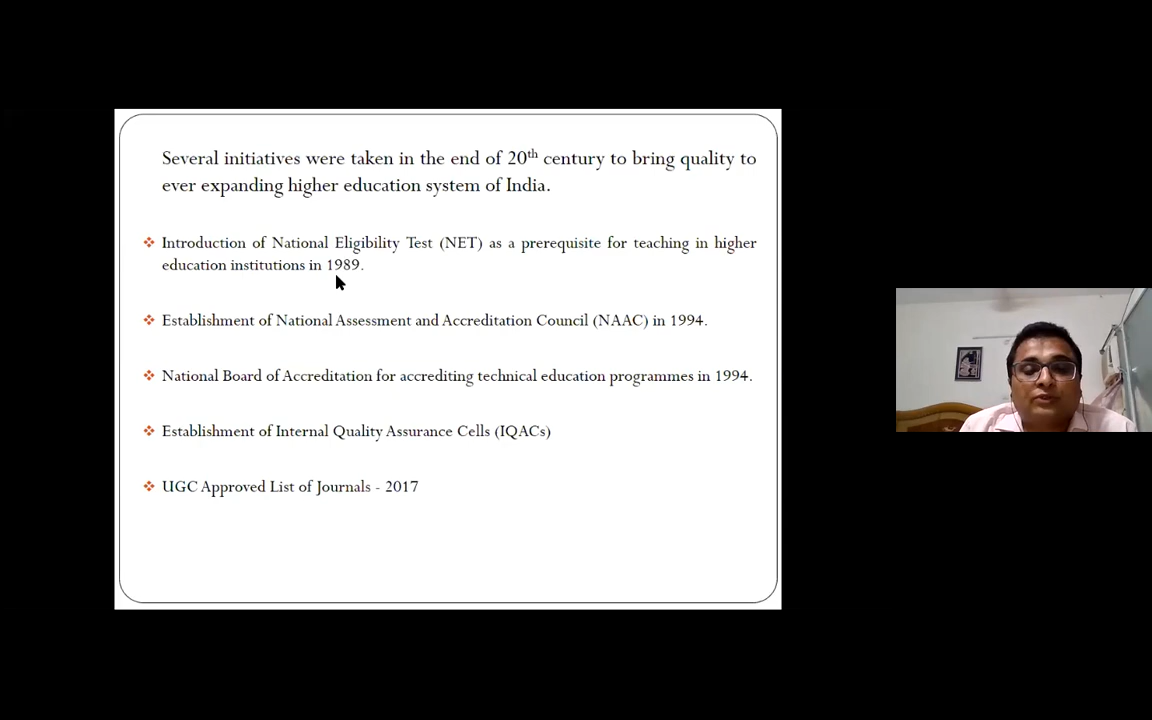 Several initiatives were taken in the end of 20th century to bring quality to
ever expanding higher education system of India.
Introduction of National Eligibility Test (NET) as a prerequisite for teaching in higher
education institutions in 1989.
Establishment of National Assessment and Accreditation Council (NAAC) in 1994.
National Board of Accreditation for accrediting technical education programmes in 1994.
Establishment of Internal Quality Assurance Cells (IQACs)
UGC Approved List of Journals - 2017